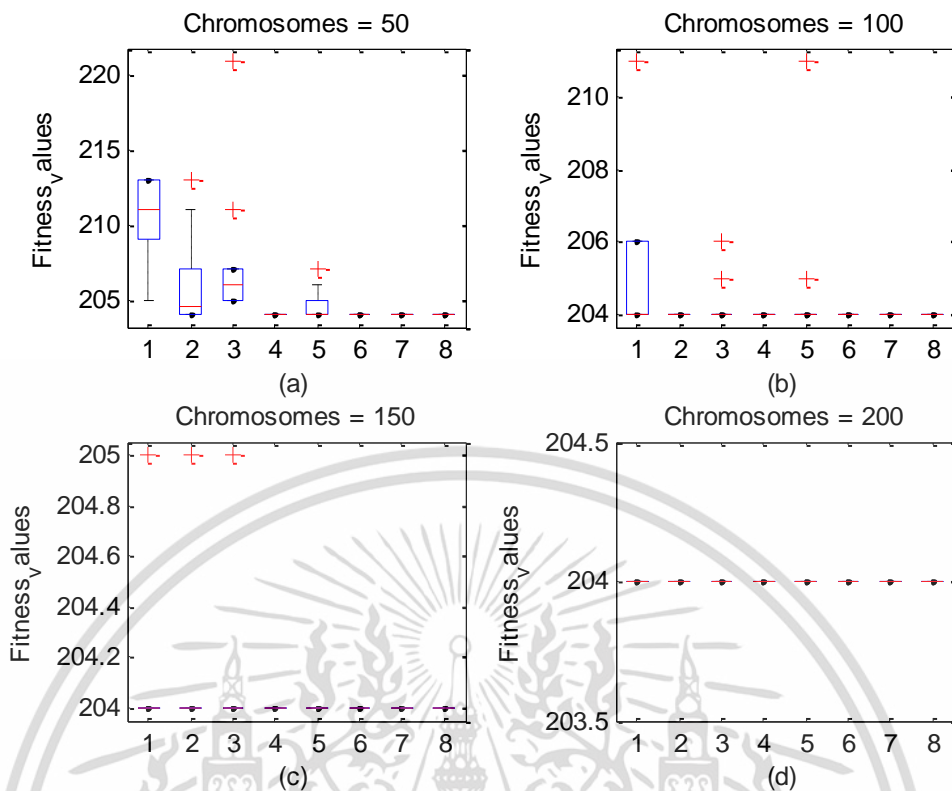 Chromosomes = 50
Fitness_values
220
215
210
205
1 2 3 4 5 6 7 8
(a)
Chromosomes = 100
Fitness_values
210
208
206
204
1 2 3 4 5 6 7 8
(b)
Chromosomes = 150
Fitness_values
205
204.8
204.6
204.4
204.2
204
1 2 3 4 5 6 7 8
(c)
Chromosomes = 200
Fitness_values
204.5
204
203.5
1 2 3 4 5 6 7 8
(d)